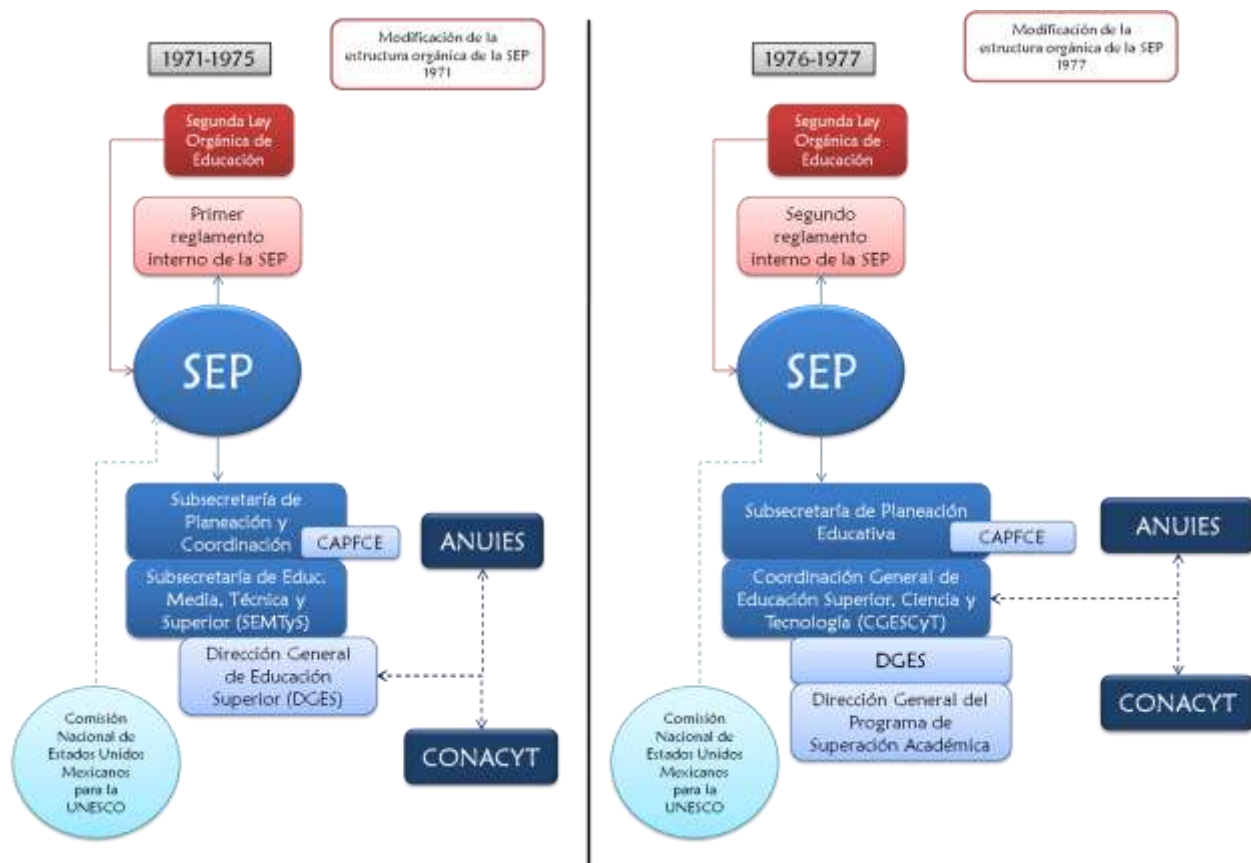 1971-1975
Modificación de la
estructura orgánica de la SEP
1971
Segunda Ley
Orgánica de
Educación
Primer
reglamento
interno de la SEP
SEP
Subsecretaría de
Planeación y
Coordinación
CAPFCE
ANUIES
Subsecretaría de Educ.
Media, Técnica y
Superior (SEMTyS)
Dirección General
de Educación
Superior (DGES)
CONACYT
Comisión
Nacional de
Estados Unidos
Mexicanos
para la
UNESCO
1976-1977
Modificación de la
estructura orgánica de la SEP
1977
Segunda Ley
Orgánica de
Educación
Segundo
reglamento
interno de la SEP
SEP
Subsecretaría de Planeación
Educativa
CAPFCE
ANUIES
Coordinación General de
Educación Superior, Ciencia y
Tecnología (CGESCyT)
DGES
Dirección General del
Programa de
Superación Académica
CONACYT
Comisión
Nacional de
Estados Unidos
Mexicanos
para la
UNESCO